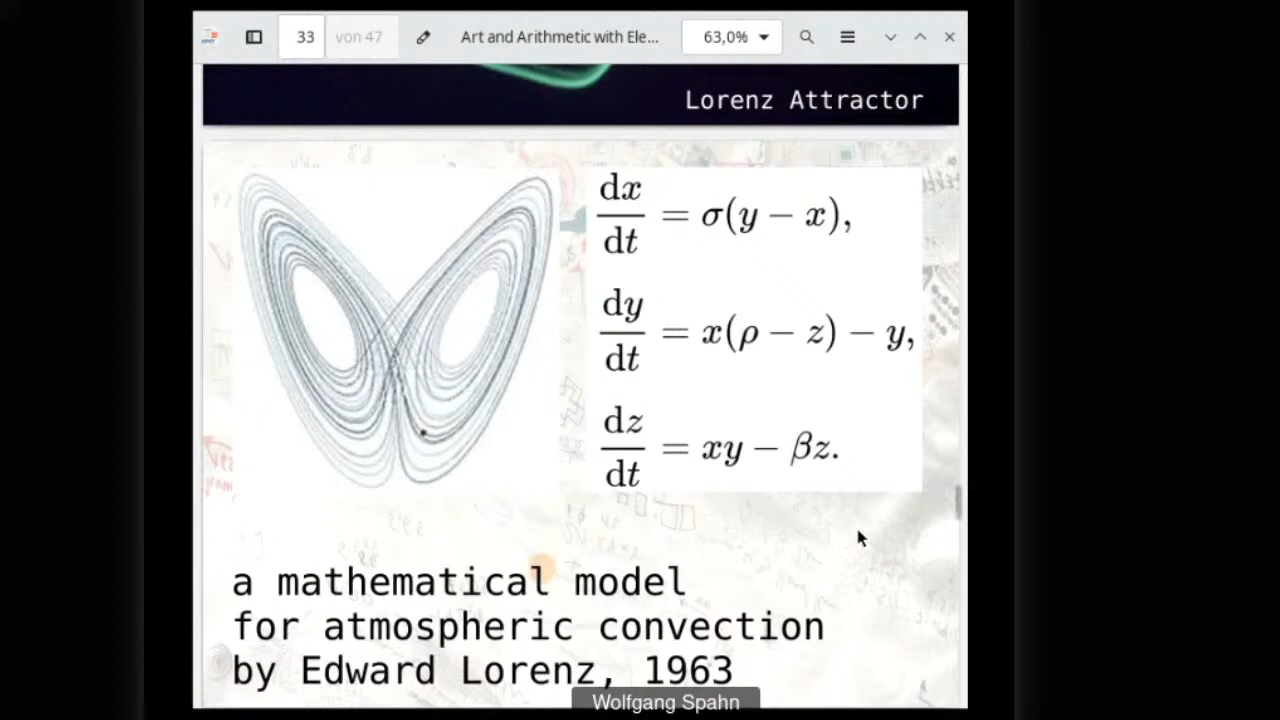 33 von 47 Art and Arithmetic with Ele... 63,0%
Lorenz Attractor
dx/dt = σ(y − x),
dy/dt = x(ρ − z) − y,
dz/dt = xy − βz.
a mathematical model
for atmospheric convection
by Edward Lorenz, 1963
Wolfgang Spahn